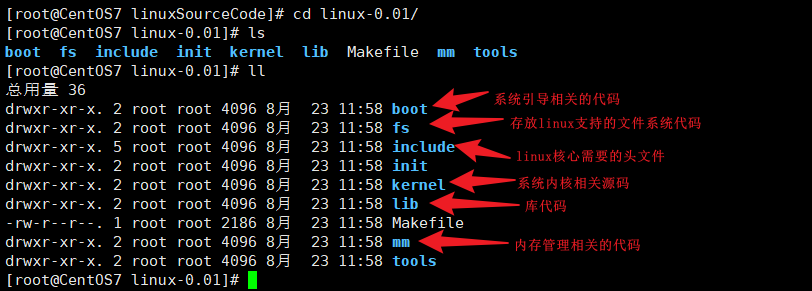 [root@CentOS7 linuxSourceCode]# cd linux-0.01/
[root@CentOS7 linux-0.01]# ls
boot fs include init kernel lib Makefile mm tools
[root@CentOS7 linux-0.01]# ll
总用量 36
drwxr-xr-x. 2 root root 4096 8月 23 11:58 boot 系统引导相关的代码
drwxr-xr-x. 2 root root 4096 8月 23 11:58 fs 存放linux支持的文件系统代码
drwxr-xr-x. 5 root root 4096 8月 23 11:58 include linux核心需要的头文件
drwxr-xr-x. 2 root root 4096 8月 23 11:58 init
drwxr-xr-x. 2 root root 4096 8月 23 11:58 kernel 系统内核相关源码
drwxr-xr-x. 2 root root 4096 8月 23 11:58 lib 库代码
-rw-r--r--. 1 root root 2186 8月 23 11:58 Makefile
drwxr-xr-x. 2 root root 4096 8月 23 11:58 mm 内存管理相关的代码
drwxr-xr-x. 2 root root 4096 8月 23 11:58 tools
[root@CentOS7 linux-0.01]#